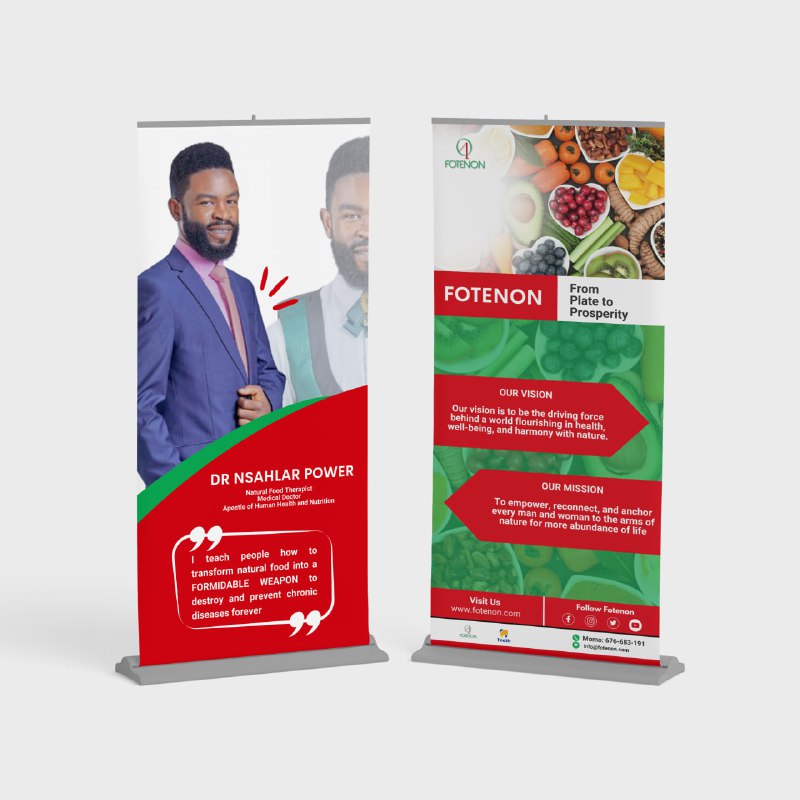 DR NSAHLAR POWER
Natural Food Therapist
Medical Doctor
Apostle of Human Health and Nutrition
I teach people how to
transform natural food into a
FORMIDABLE WEAPON to
destroy and prevent chronic
diseases forever
FOTENON
FOTENON
From
Plate to
Prosperity
OUR VISION
Our vision is to be the driving force
behind a world flourishing in health,
well-being, and harmony with nature.
OUR MISSION
To empower, reconnect, and anchor
every man and woman to the arms of
nature for more abundance of life
Visit Us
www.fotenon.com
Follow Fotenon
FOTENON
Tooth
Momo: 676-683-191
info@fotenon.com